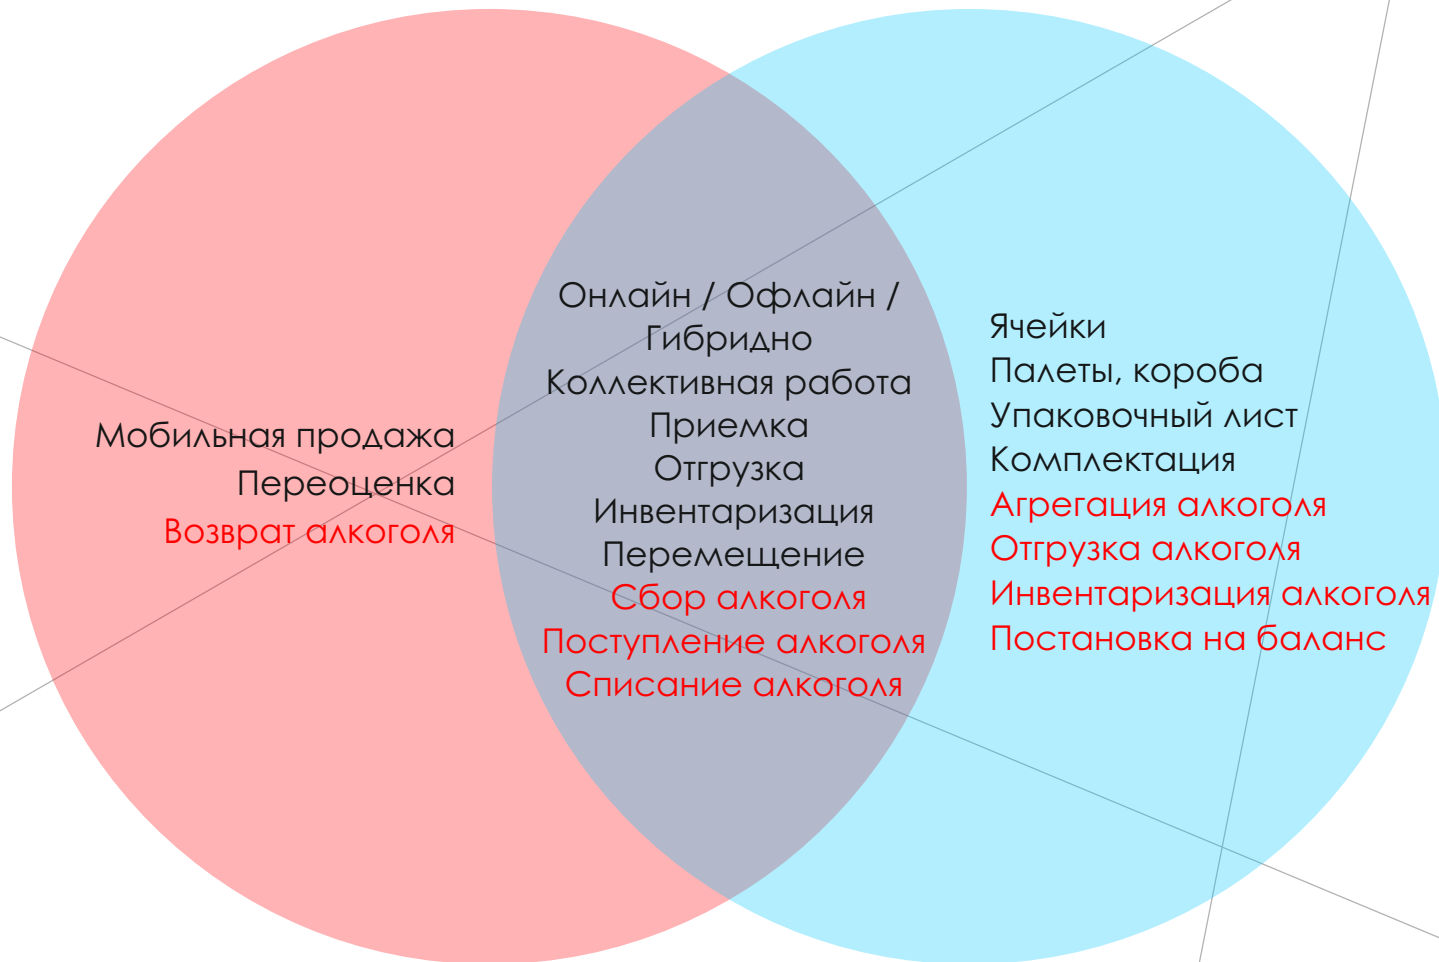 Мобильная продажа
Переоценка
Возврат алкоголя
Онлайн / Офлайн /
Гибридно
Коллективная работа
Приемка
Отгрузка
Инвентаризация
Перемещение
Сбор алкоголя
Поступление алкоголя
Списание алкоголя
Ячейки
Палеты, короба
Упаковочный лист
Комплектация
Агрегация алкоголя
Отгрузка алкоголя
Инвентаризация алкоголя
Постановка на баланс